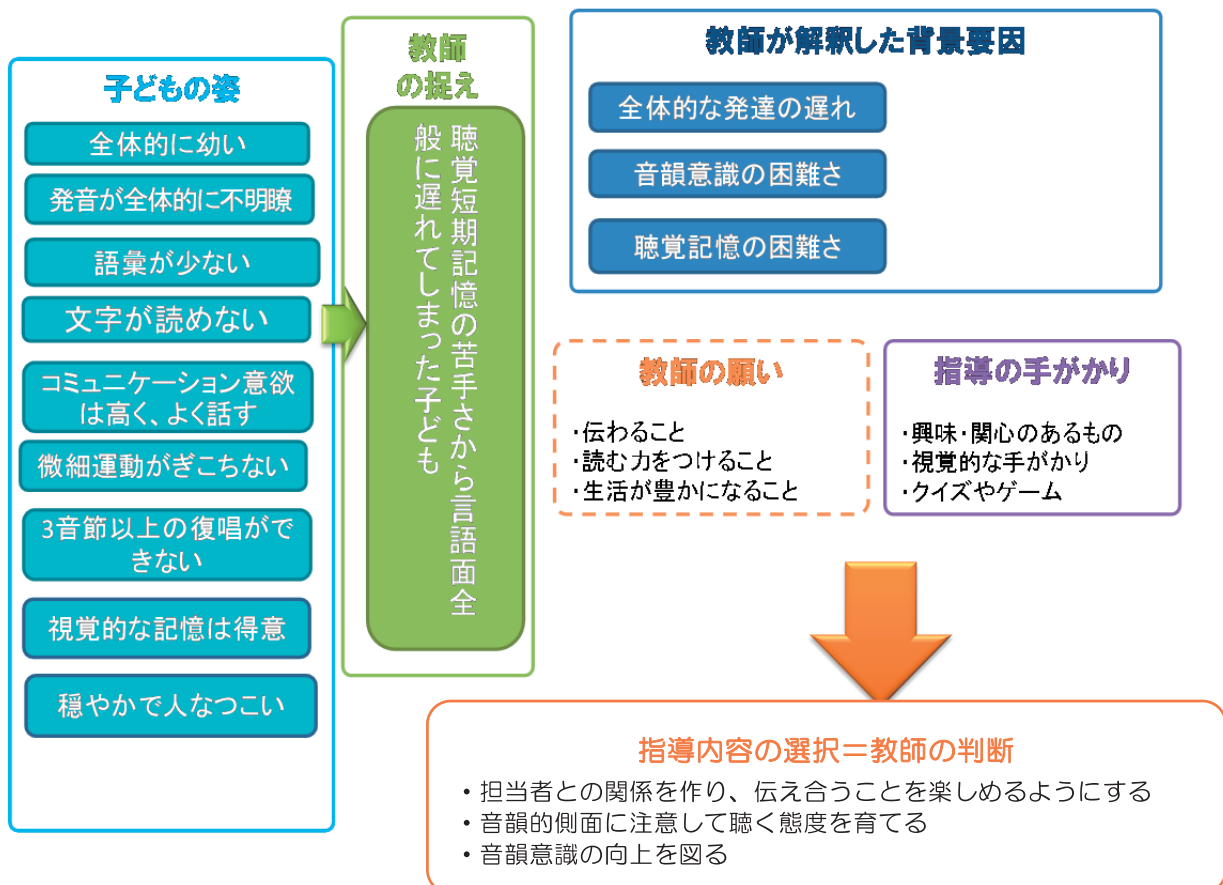 子どもの姿
全体的に幼い
発音が全体的に不明瞭
語彙が少ない
文字が読めない
コミュニケーション意欲
は高く、よく話す
微細運動がぎこちない
3音節以上の復唱がで
きない
視覚的な記憶は得意
穏やかで人なつこい
教師
の捉え
聴覚短期記憶の苦手さから言語面全
般に遅れてしまった子ども
教師が解釈した背景要因
全体的な発達の遅れ
音韻意識の困難さ
聴覚記憶の困難さ
教師の願い
・伝わること
・読む力をつけること
・生活が豊かになること
指導の手がかり
・興味・関心のあるもの
・視覚的な手がかり
・クイズやゲーム
指導内容の選択＝教師の判断
・担当者との関係を作り、伝え合うことを楽しめるようにする
・音韻的側面に注意して聴く態度を育てる
・音韻意識の向上を図る